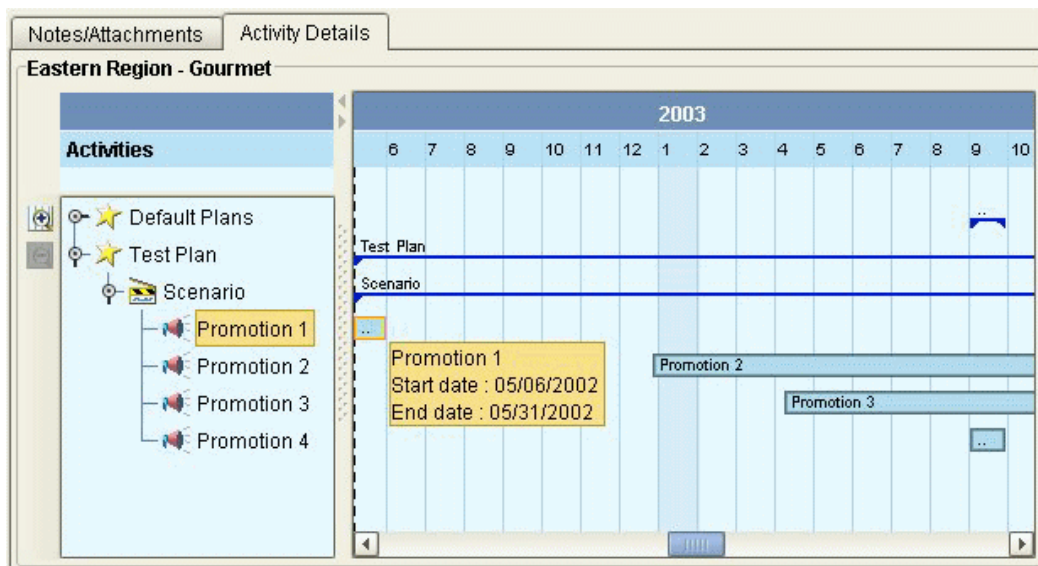 Notes/Attachments Activity Details
Eastern Region - Gourmet
2003
Activities 6 7 8 9 10 11 12 1 2 3 4 5 6 7 8 9 10
Default Plans ..
Test Plan Test Plan
Scenario Scenario
Promotion 1 ..
Promotion 1
Start date : 05/06/2002
End date : 05/31/2002
Promotion 2 Promotion 2
Promotion 3 Promotion 3
Promotion 4 ..